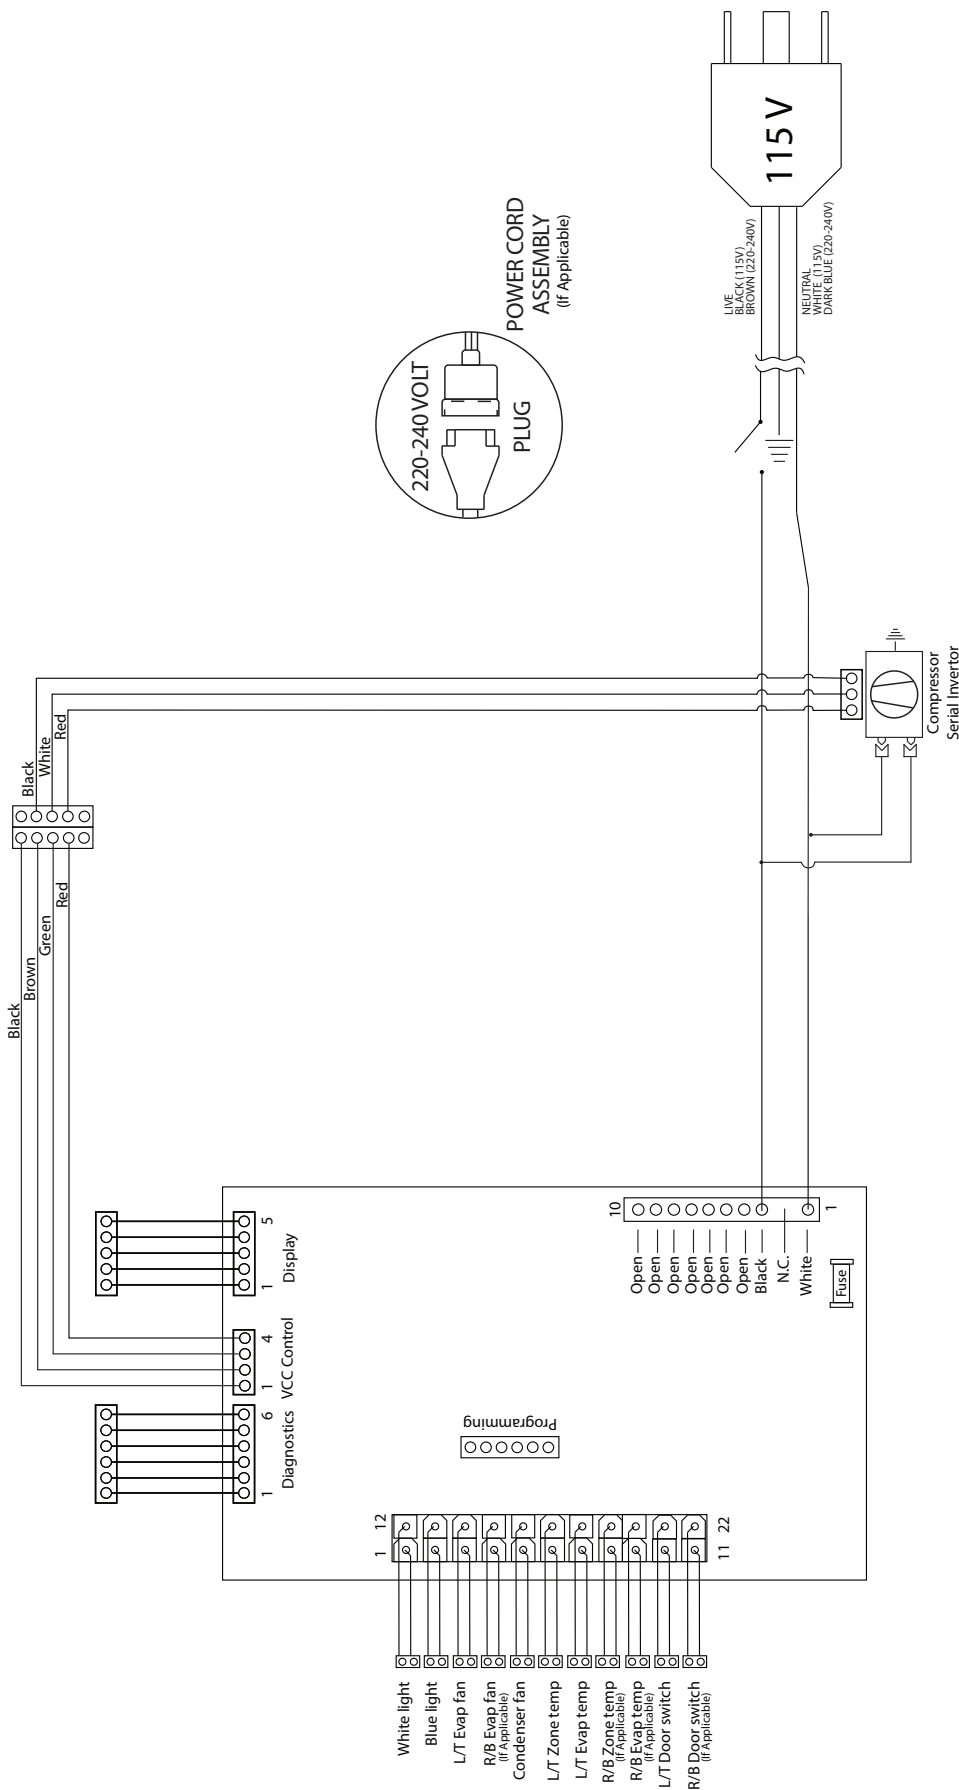 115 V
LIVE
BLACK (115V)
BROWN (220-240V)
NEUTRAL
WHITE (115V)
DARK BLUE (220-240V)
POWER CORD
ASSEMBLY
(If Applicable)
220-240 VOLT
PLUG
Compressor
Serial Invertor
Black
White
Red
Black
Brown
Green
Red
5
Display
1
4
VCC Control
1
6
Diagnostics
1
Programming
10
1
Open
Open
Open
Open
Open
Open
Open
Black
N.C.
White
Fuse
1
12
11
22
White light
Blue light
L/T Evap fan
R/B Evap fan
(If Applicable)
Condenser fan
L/T Zone temp
L/T Evap temp
R/B Zone temp
(If Applicable)
R/B Evap temp
(If Applicable)
L/T Door switch
R/B Door switch
(If Applicable)